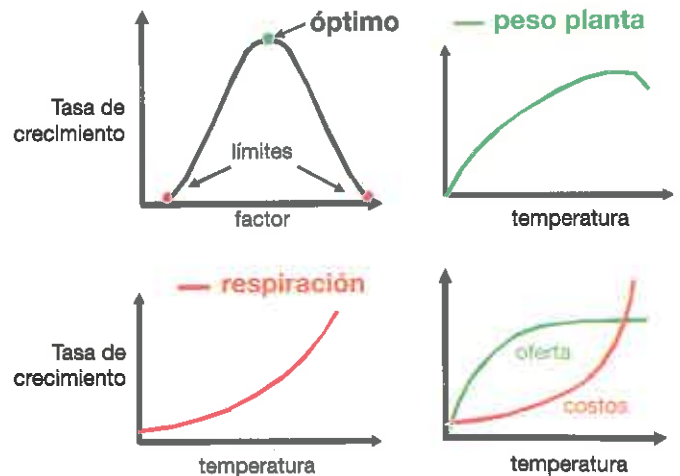 óptimo
Tasa de
crecimiento
límites
factor
peso planta
temperatura
respiración
Tasa de
crecimiento
temperatura
oferta
costos
temperatura